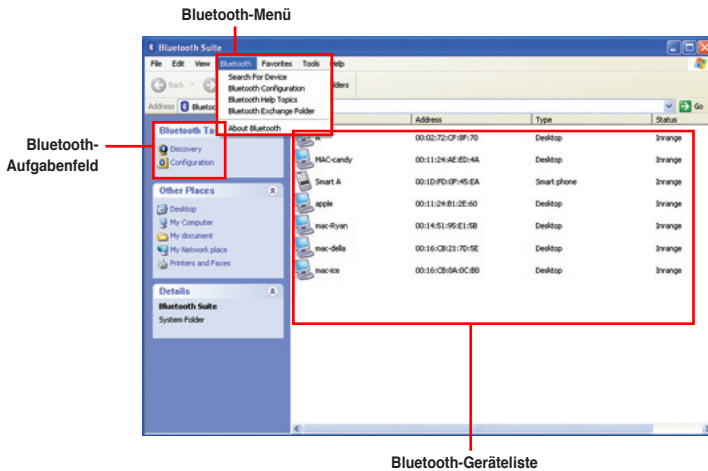 Bluetooth-Menü
Bluetooth Suite
File Edit View Bluetooth Favorites Tools Help
Search For Device
Bluetooth Configuration
Bluetooth Help Topics
Bluetooth Exchange Folder
About Bluetooth
Back
Address Go
Address Type Status
Bluetooth-
Aufgabenfeld
Discovery
Configuration
A 00:02:72:CF:8F:70 Desktop Inrange
MAC-candy 00:11:24:AE:ED:4A Desktop Inrange
Smart A 00:1D:FD:0F:45:EA Smart phone Inrange
apple 00:11:24:B1:2E:60 Desktop Inrange
mac-Ryan 00:14:51:95:E1:5B Desktop Inrange
mac-della 00:16:CB:21:7D:5E Desktop Inrange
mac-ice 00:16:CB:0A:0C:B0 Desktop Inrange
Other Places
Desktop
My Computer
My document
My Network place
Printers and Faxes
Details
Bluetooth Suite
System Folder
Bluetooth-Geräteliste